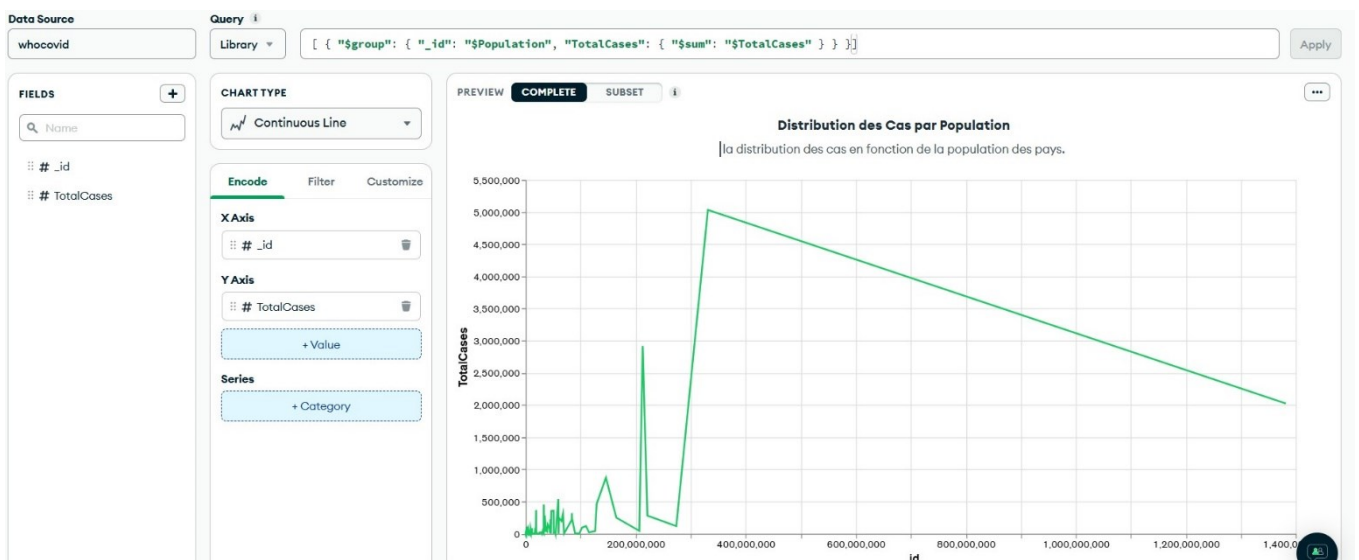 Data Source
Query i
whocovid
Library
[ { "$group": { "_id": "$Population", "TotalCases": { "$sum": "$TotalCases" } } }]
Apply
FIELDS
+
Name
# _id
# TotalCases
CHART TYPE
Continuous Line
Encode Filter Customize
X Axis
# _id
Y Axis
# TotalCases
+ Value
Series
+ Category
PREVIEW COMPLETE SUBSET i
...
Distribution des Cas par Population
la distribution des cas en fonction de la population des pays.
TotalCases
5,500,000
5,000,000
4,500,000
4,000,000
3,500,000
3,000,000
2,500,000
2,000,000
1,500,000
1,000,000
500,000
0
0 200,000,000 400,000,000 600,000,000 800,000,000 1,000,000,000 1,200,000,000